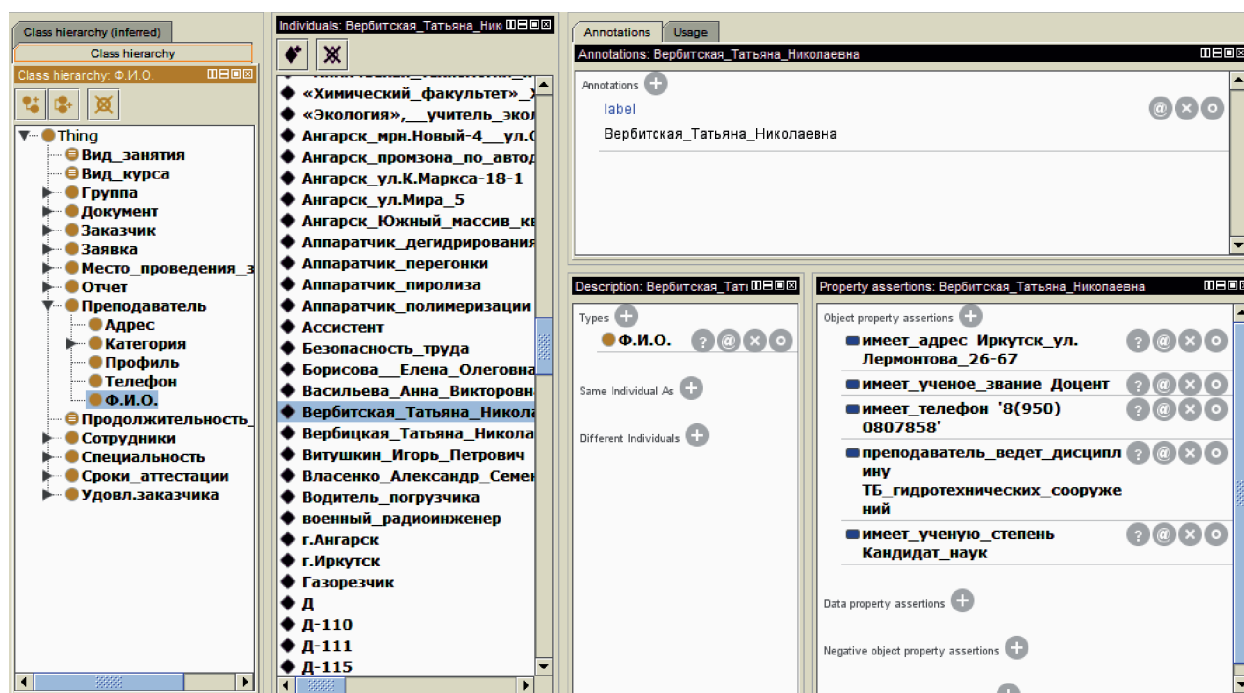 Class hierarchy (inferred)
Class hierarchy
Class hierarchy: Ф.И.О.
Thing
Вид_занятия
Вид_курса
Группа
Документ
Заказчик
Заявка
Место_проведения_з
Отчет
Преподаватель
Адрес
Категория
Профиль
Телефон
Ф.И.О.
Продолжительность_
Сотрудники
Специальность
Сроки_аттестации
Удовл.заказчика
Individuals: Вербитская_Татьяна_Ник
«Химический_факультет»_Х
«Экология»,__учитель_экол
Ангарск_мрн.Новый-4__ул.С
Ангарск_промзона_по_автод
Ангарск_ул.К.Маркса-18-1
Ангарск_ул.Мира_5
Ангарск_Южный_массив_кв
Аппаратчик_дегидрирования
Аппаратчик_перегонки
Аппаратчик_пиролиза
Аппаратчик_полимеризации
Ассистент
Безопасность_труда
Борисова__Елена_Олеговна
Васильева_Анна_Викторовн
Вербитская_Татьяна_Никола
Вербицкая_Татьяна_Никола
Витушкин_Игорь_Петрович
Власенко_Александр_Семен
Водитель_погрузчика
военный_радиоинженер
г.Ангарск
г.Иркутск
Газорезчик
Д
Д-110
Д-111
Д-115
Annotations
Usage
Annotations: Вербитская_Татьяна_Николаевна
Annotations
label
Вербитская_Татьяна_Николаевна
Description: Вербитская_Тать
Types
Ф.И.О.
Same Individual As
Different Individuals
Property assertions: Вербитская_Татьяна_Николаевна
Object property assertions
имеет_адрес Иркутск_ул.
Лермонтова_26-67
имеет_ученое_звание Доцент
имеет_телефон '8(950)
0807858'
преподаватель_ведет_дисципл
ину
ТБ_гидротехнических_сооруже
ний
имеет_ученую_степень
Кандидат_наук
Data property assertions
Negative object property assertions